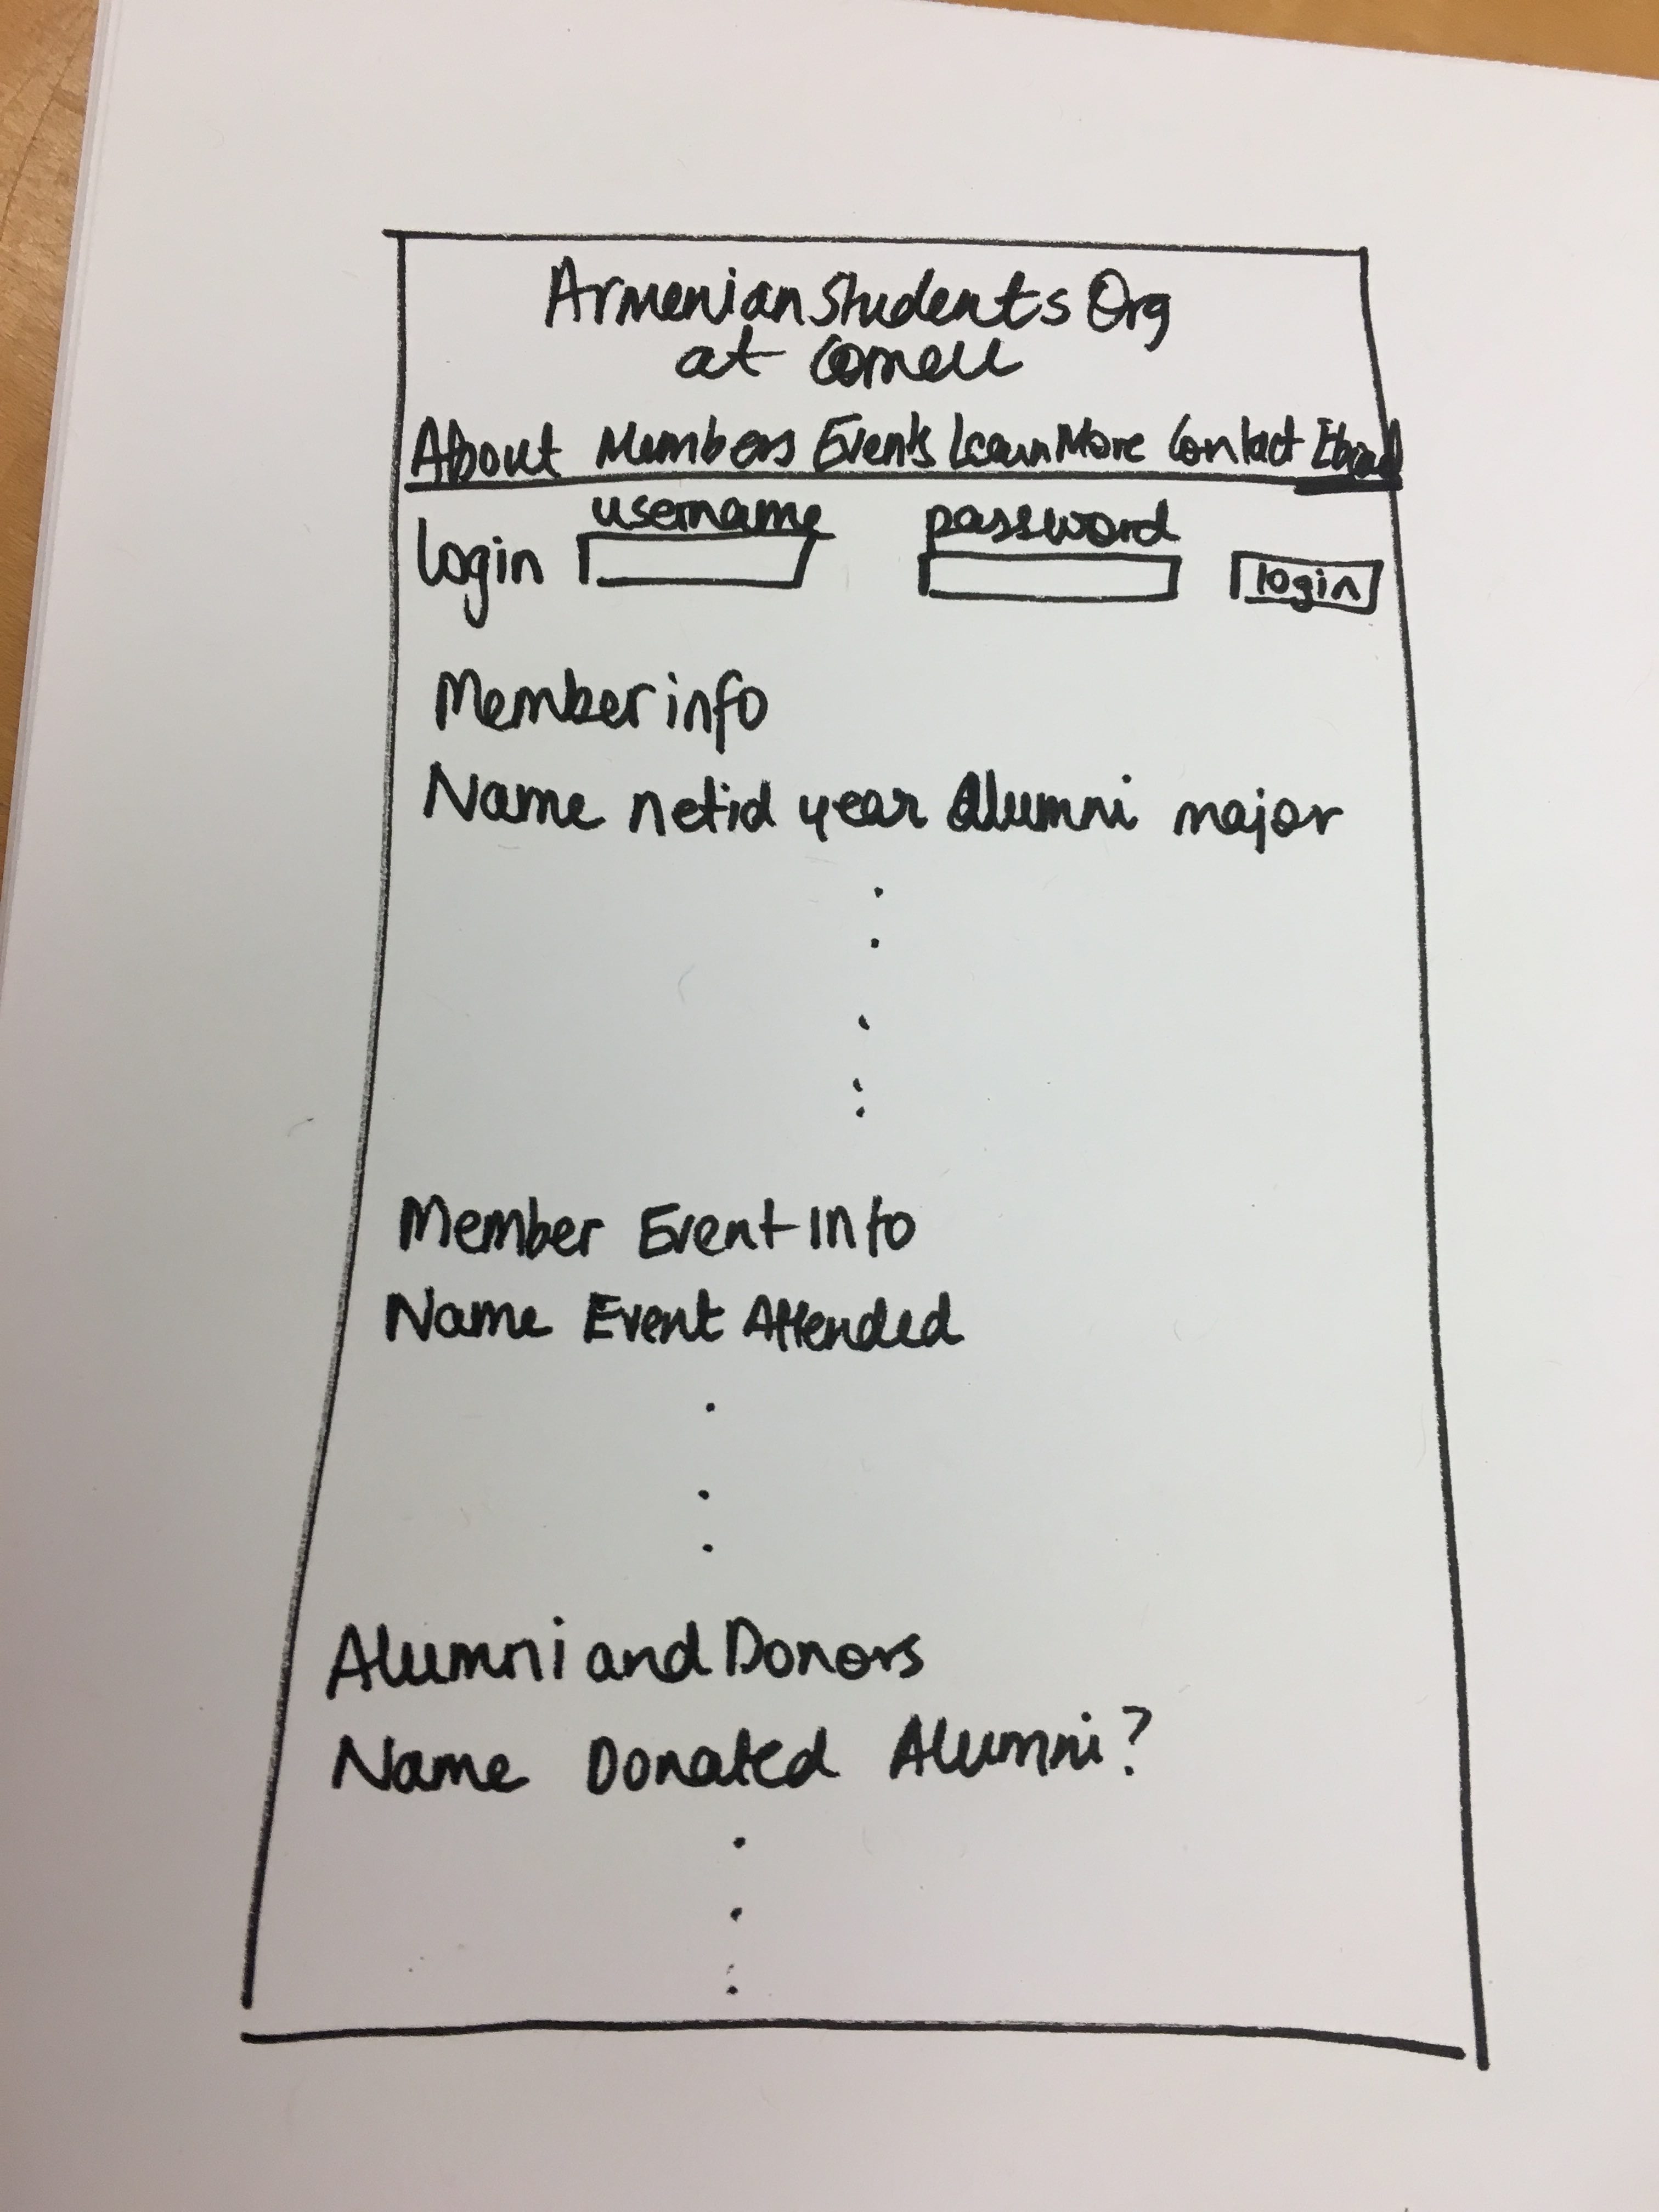 Armenian Students Org
at Cornell
About Members Events Learn More Contact Eboard
username password
login login
Member info
Name netid year Alumni major
Member Event Info
Name Event Attended
Alumni and Donors
Name Donated Alumni?